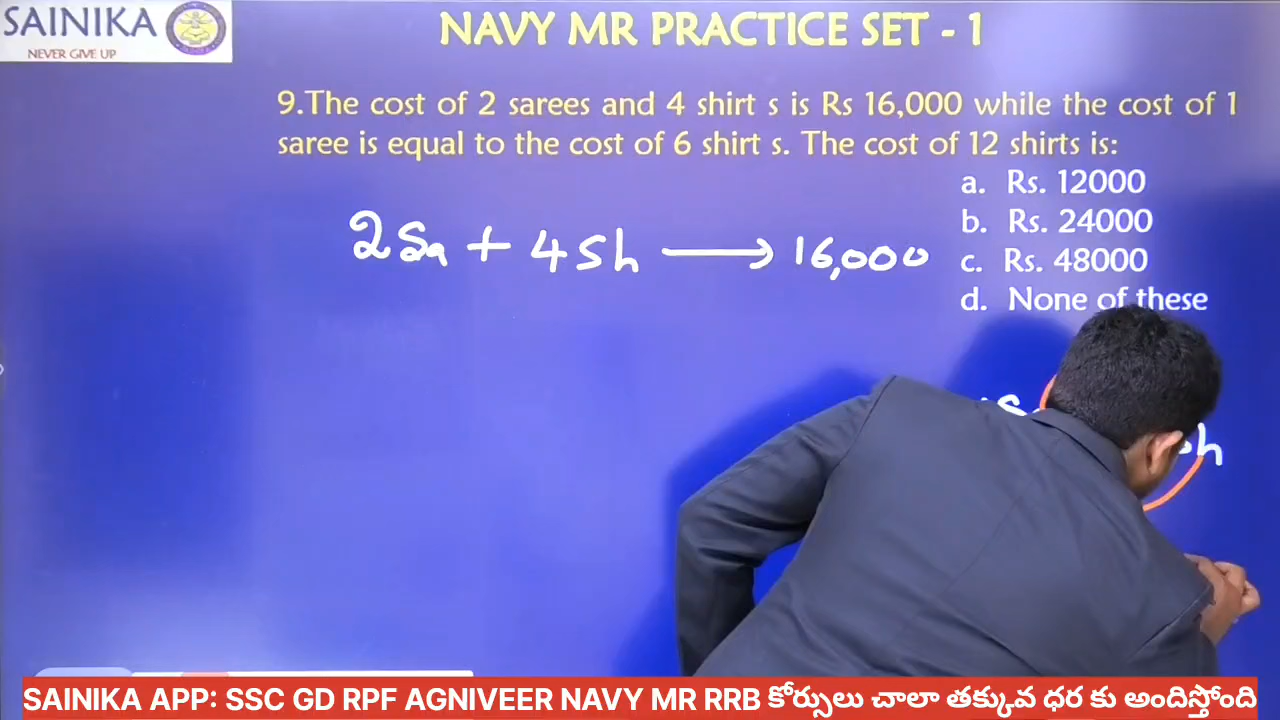 SAINIKA
NEVER GIVE UP
NAVY MR PRACTICE SET - 1
9.The cost of 2 sarees and 4 shirt s is Rs 16,000 while the cost of 1
saree is equal to the cost of 6 shirt s. The cost of 12 shirts is:
a. Rs. 12000
b. Rs. 24000
c. Rs. 48000
d. None of these
2Sa + 4Sh → 16,000
SAINIKA APP: SSC GD RPF AGNIVEER NAVY MR RRB కోర్సులు చాలా తక్కువ ధర కు అందిస్తోంది